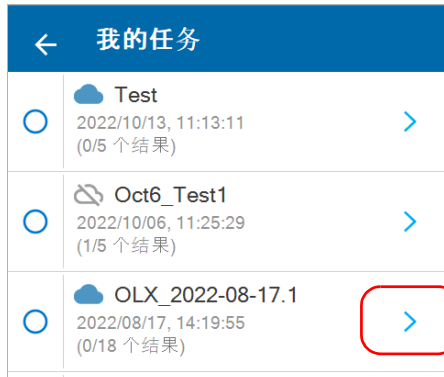 我的任务
Test
2022/10/13, 11:13:11
(0/5 个结果)
Oct6_Test1
2022/10/06, 11:25:29
(1/5 个结果)
OLX_2022-08-17.1
2022/08/17, 14:19:55
(0/18 个结果)